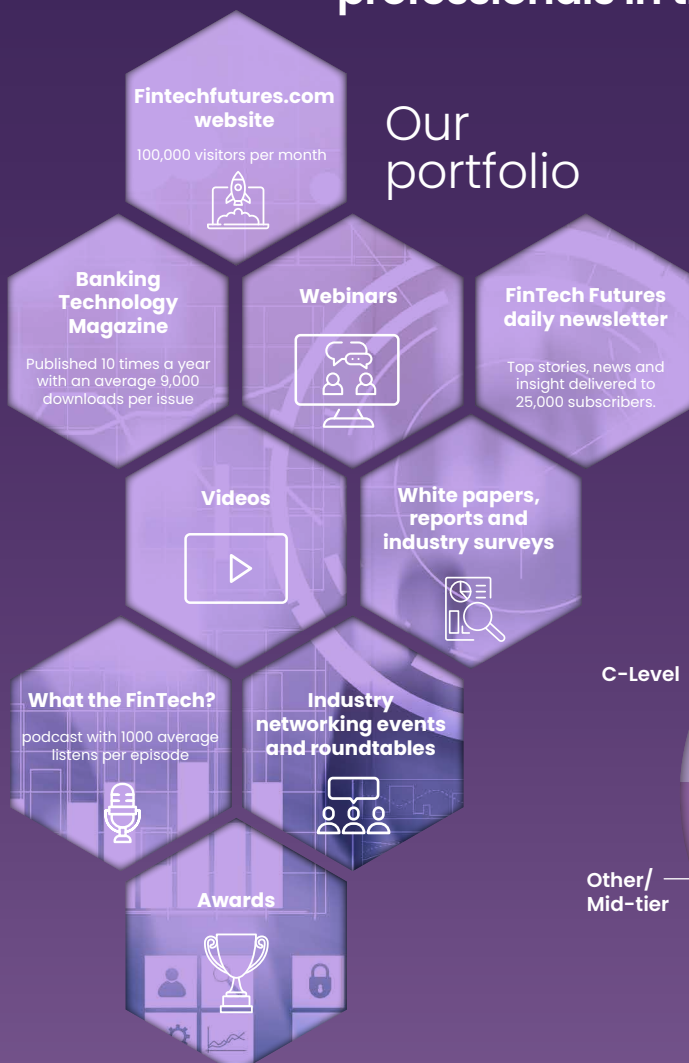 professionals in
Fintechfutures.com
website
100,000 visitors per month
Our
portfolio
Banking
Technology
Magazine
Published 10 times a year
with an average 9,000
downloads per issue
Webinars
FinTech Futures
daily newsletter
Top stories, news and
insight delivered to
25,000 subscribers.
Videos
White papers,
reports and
industry surveys
What the FinTech?
podcast with 1000 average
listens per episode
Industry
networking events
and roundtables
C-Level
Other/
Mid-tier
Awards